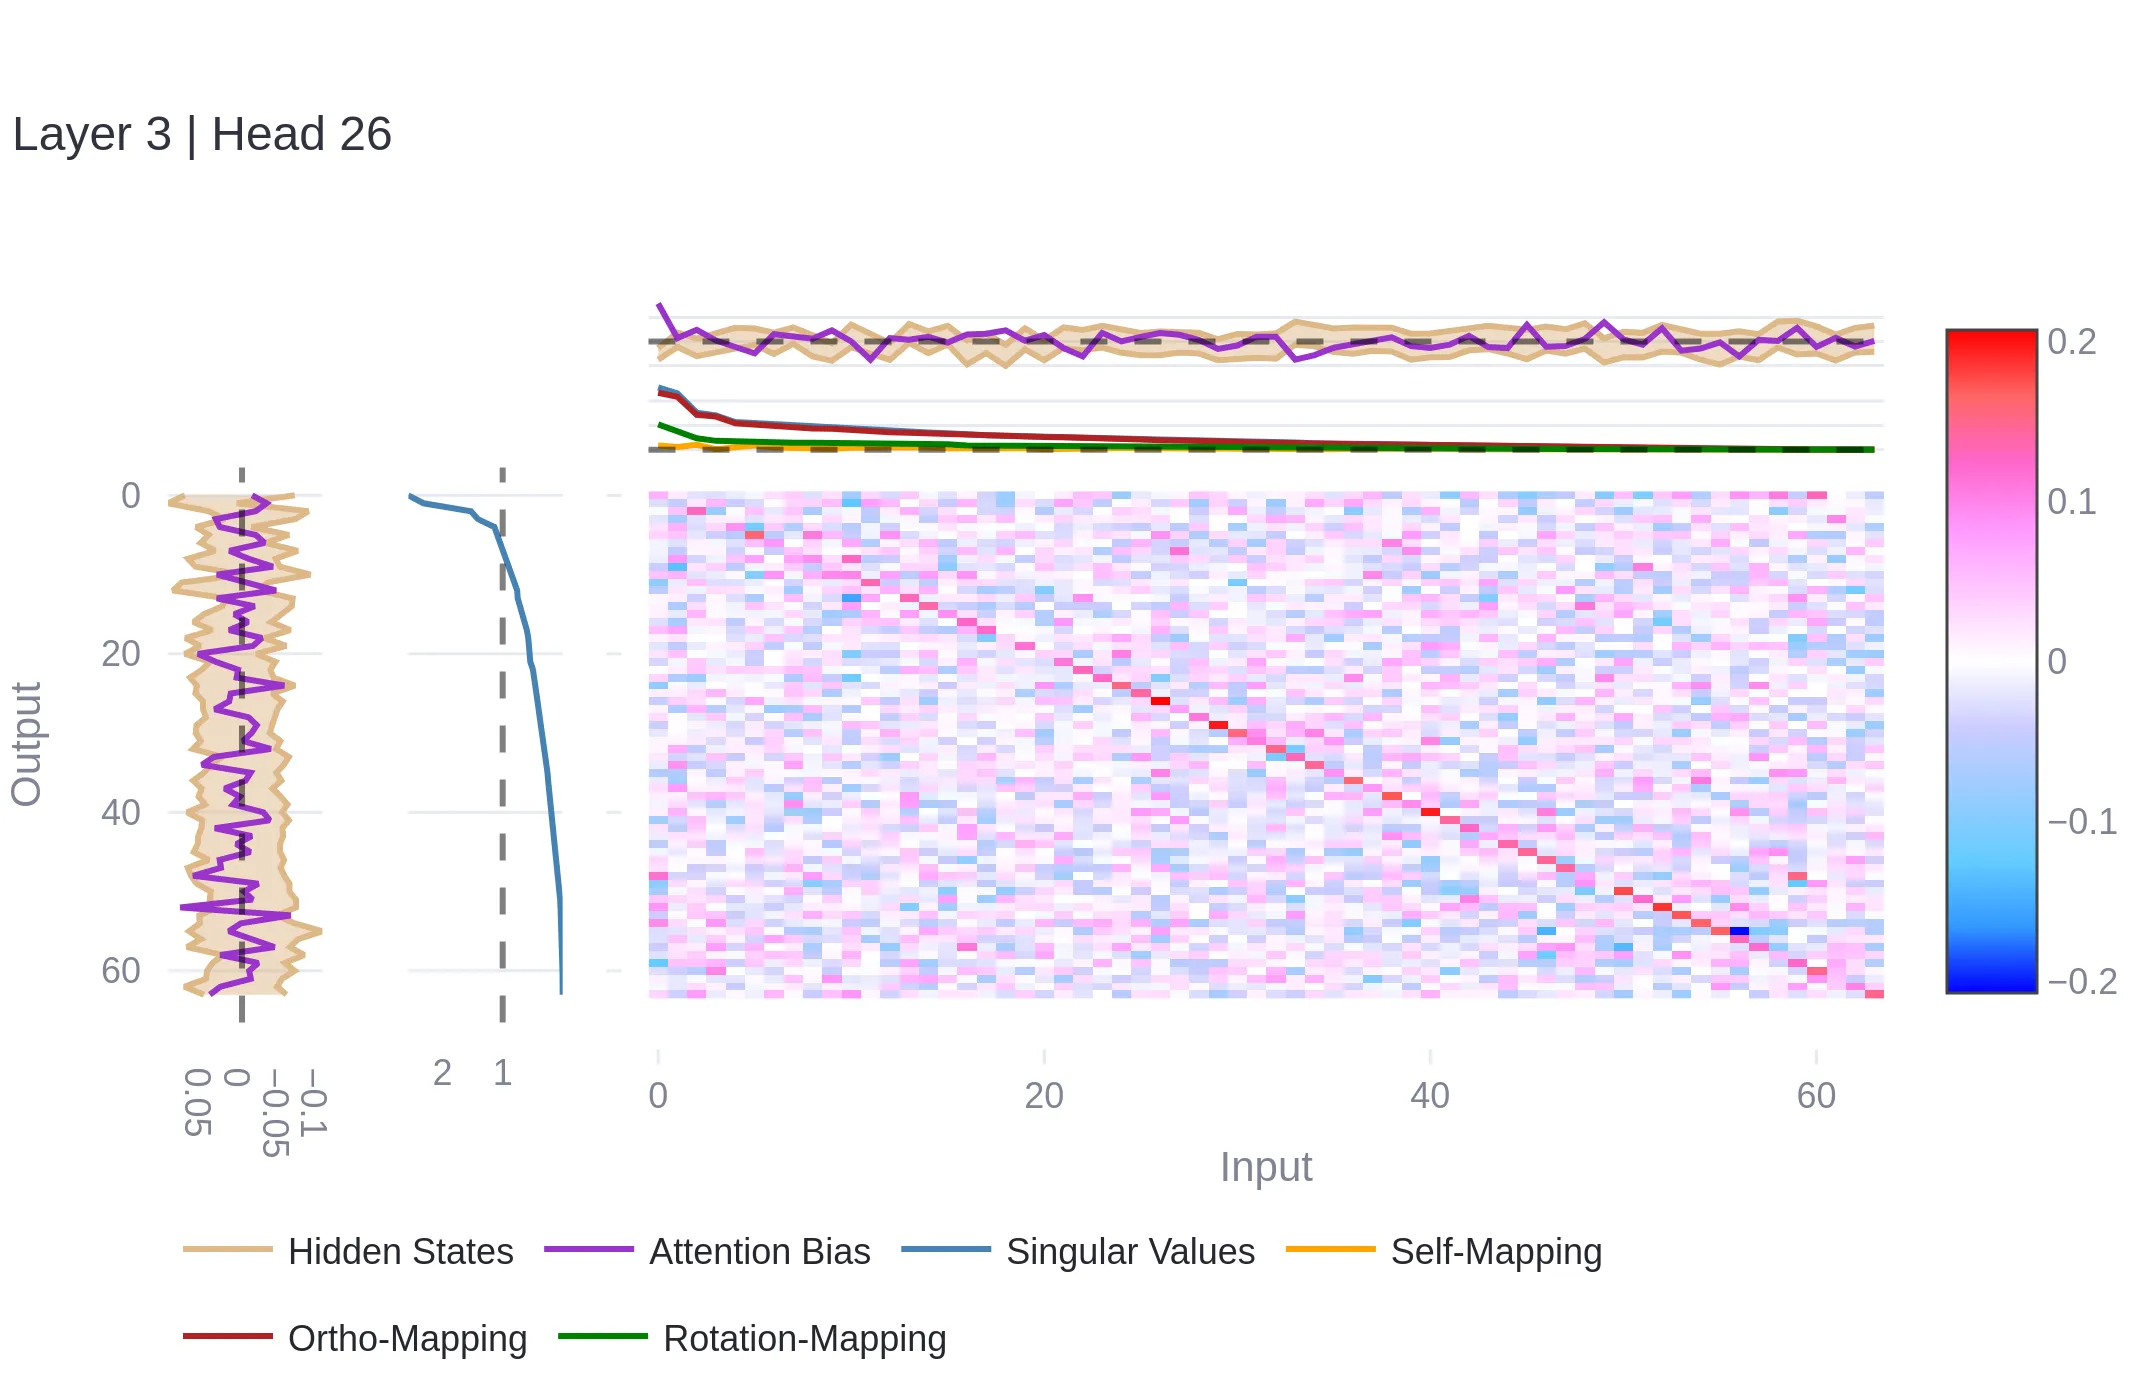 Layer 3 | Head 26
0.2
0.1
0
−0.1
−0.2
0
20
40
60
Output
0.05
0
−0.05
−0.1
2
1
0
20
40
60
Input
Hidden States
Attention Bias
Singular Values
Self-Mapping
Ortho-Mapping
Rotation-Mapping